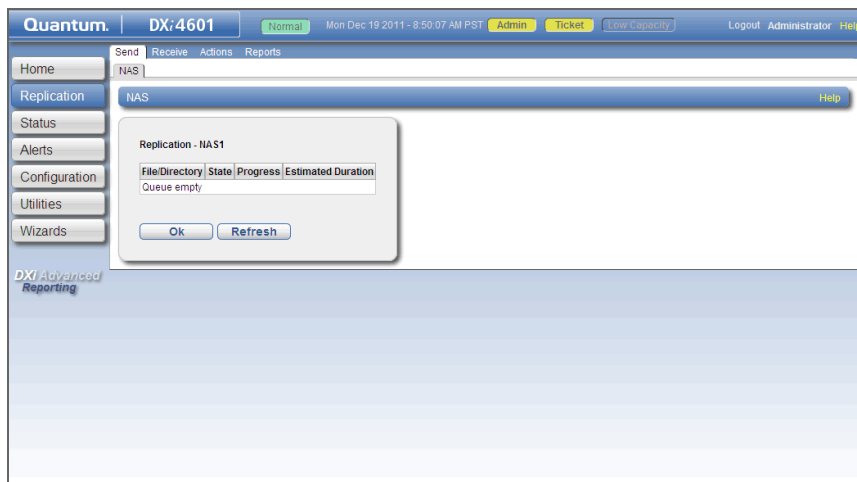 Quantum. DXi4601 Normal Mon Dec 19 2011 - 8:50:07 AM PST Admin Ticket Low Capacity Logout Administrator Help
Send Receive Actions Reports
Home
NAS
Replication
NAS Help
Status
Alerts
Configuration
Utilities
Wizards
Replication - NAS1
File/Directory State Progress Estimated Duration
Queue empty
Ok Refresh
DXi Advanced
Reporting